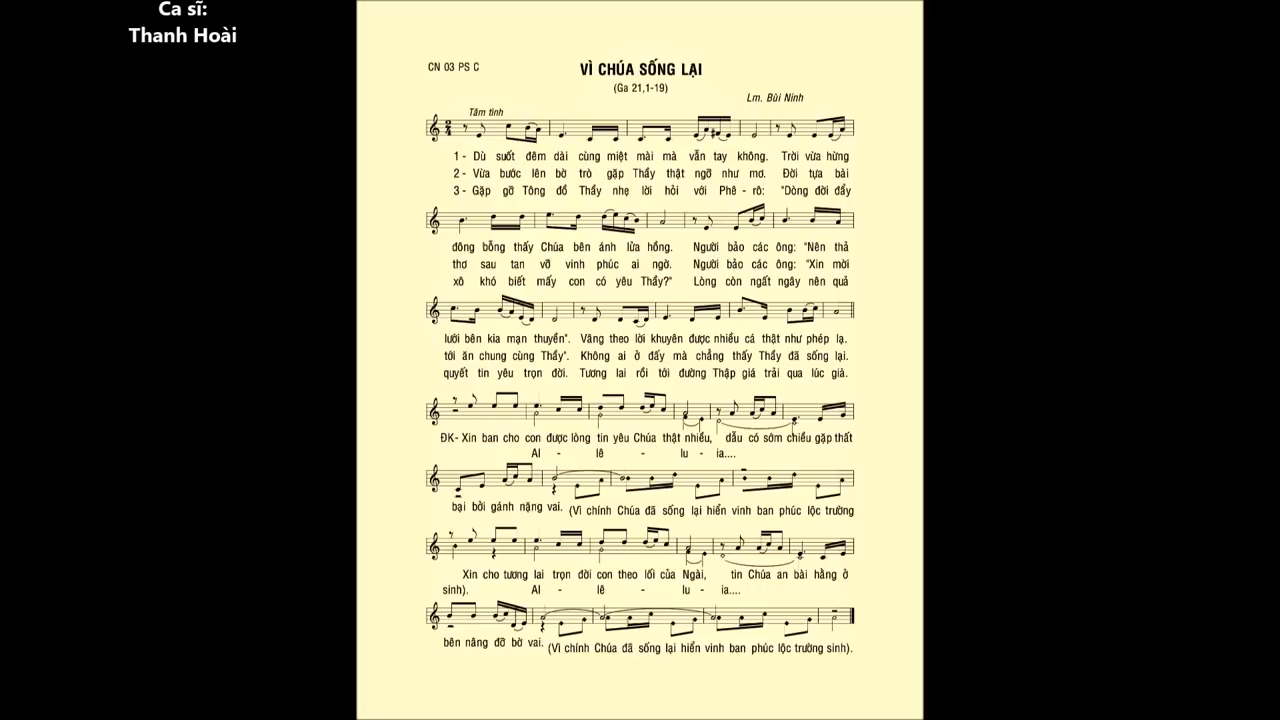 Ca sĩ:
Thanh Hoài
CN 03 PS C
VÌ CHÚA SỐNG LẠI
(Ga 21,1-19)
Lm. Bùi Ninh
Tâm tình
1- Dù suốt đêm dài cùng miệt mài mà vẫn tay không. Trời vừa hừng
2- Vừa bước lên bờ trò gặp Thầy thật ngỡ như mơ. Đời tựa bài
3- Gặp gỡ Tông đồ Thầy nhẹ lời hỏi với Phê - rô: "Dòng đời đẩy
đông bỗng thấy Chúa bên ánh lửa hồng. Người bảo các ông: "Nên thả
thơ sau tan vỡ vinh phúc ai ngờ. Người bảo các ông: "Xin mời
xô khó biết mấy con có yêu Thầy?" Lòng còn ngất ngây nên quả
lưới bên kia mạn thuyền". Vâng theo lời khuyên được nhiều cá thật như phép lạ.
tới ăn chung cùng Thầy". Không ai ở đấy mà chẳng thấy Thầy đã sống lại.
quyết tin yêu trọn đời. Tương lai rồi tới đường Thập giá trải qua lúc già.
ĐK- Xin ban cho con được lòng tin yêu Chúa thật nhiều, dẫu có sớm chiều gặp thất
Al - lê - lu - ia....
bại bởi gánh nặng vai. (Vì chính Chúa đã sống lại hiển vinh ban phúc lộc trường
Xin cho tương lai trọn đời con theo lối của Ngài, tin Chúa an bài hằng ở
sinh). Al - lê - lu - ia....
bên nâng đỡ bờ vai. (Vì chính Chúa đã sống lại hiển vinh ban phúc lộc trường sinh).